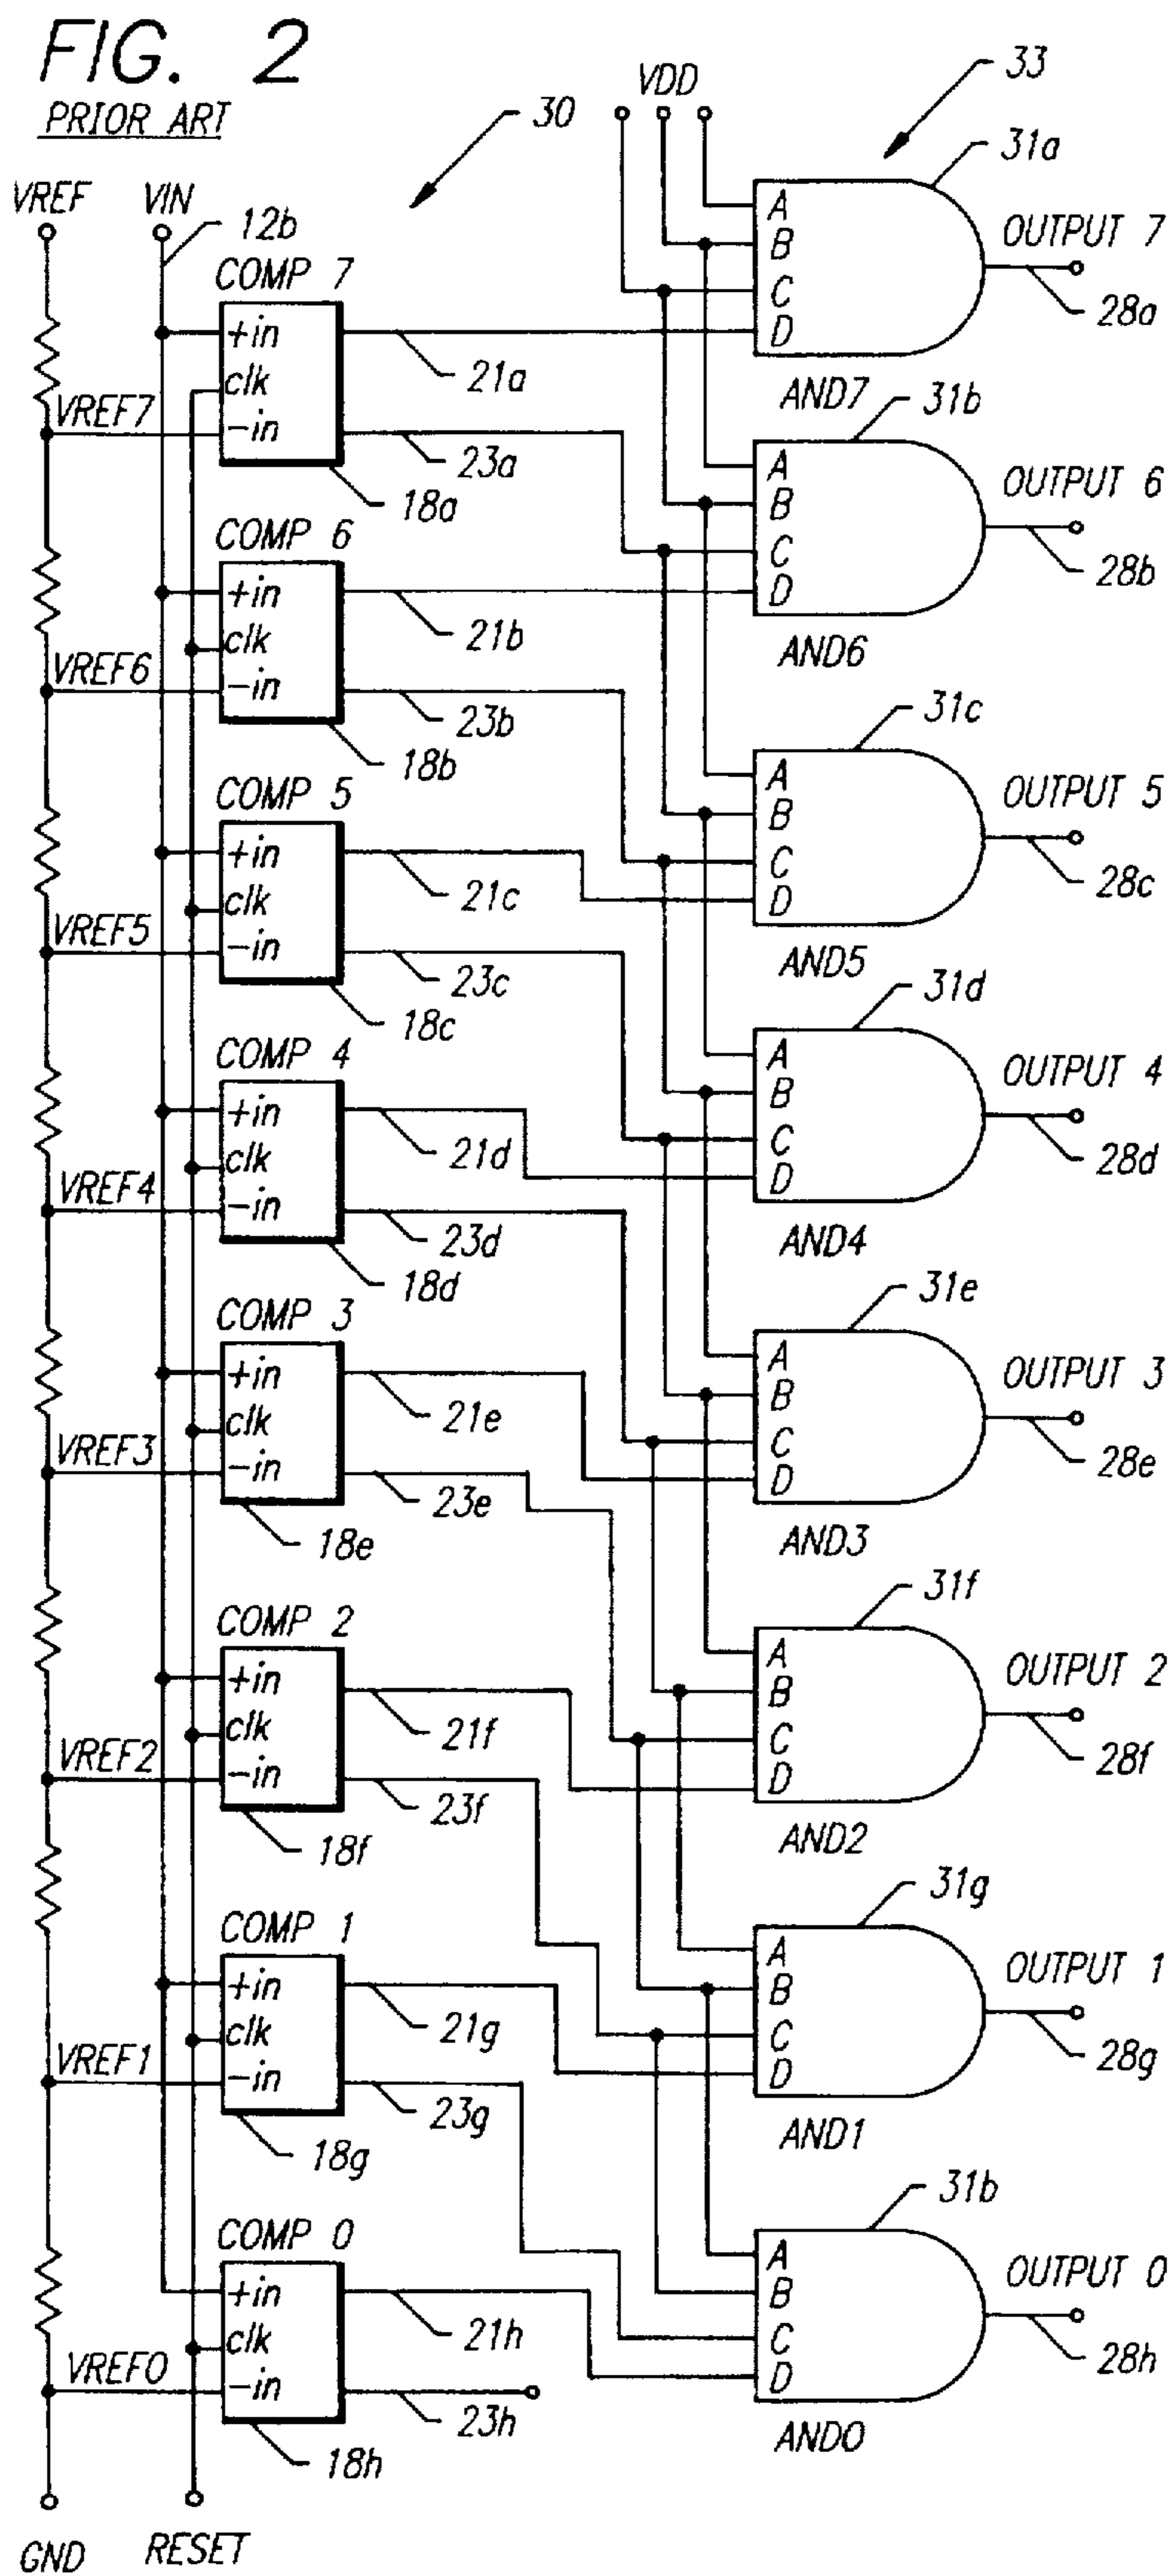 FIG. 2
PRIOR ART
30
33
VDD
VREF
VIN
12b
31a
A
B
C
D
OUTPUT 7
28a
AND7
COMP 7
+in
clk
-in
VREF7
21a
23a
18a
31b
A
B
C
D
OUTPUT 6
28b
AND6
COMP 6
+in
clk
-in
VREF6
21b
23b
18b
31c
A
B
C
D
OUTPUT 5
28c
AND5
COMP 5
+in
clk
-in
VREF5
21c
23c
18c
31d
A
B
C
D
OUTPUT 4
28d
AND4
COMP 4
+in
clk
-in
VREF4
21d
23d
18d
31e
A
B
C
D
OUTPUT 3
28e
AND3
COMP 3
+in
clk
-in
VREF3
21e
23e
18e
31f
A
B
C
D
OUTPUT 2
28f
AND2
COMP 2
+in
clk
-in
VREF2
21f
23f
18f
31g
A
B
C
D
OUTPUT 1
28g
AND1
COMP 1
+in
clk
-in
VREF1
21g
23g
18g
31b
A
B
C
D
OUTPUT 0
28h
AND0
COMP 0
+in
clk
-in
VREF0
21h
23h
18h
GND
RESET